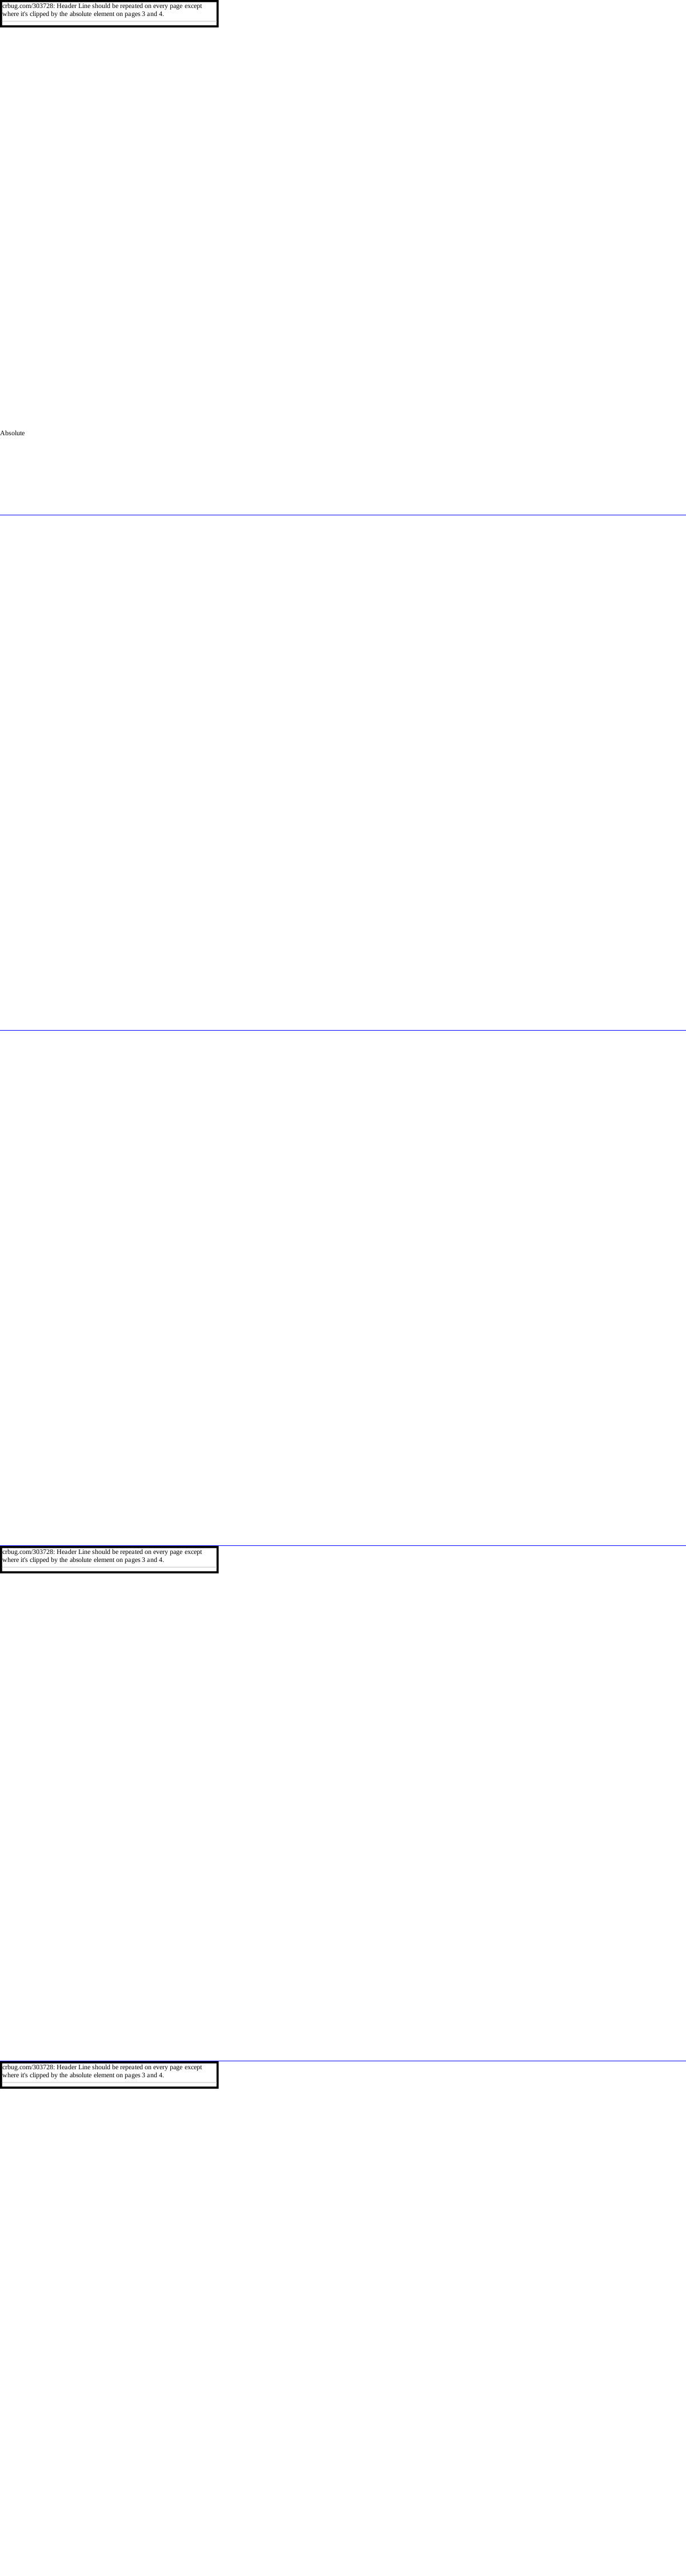 crbug.com/303728: Header Line should be repeated on every page except
where it's clipped by the absolute element on pages 3 and 4.
Absolute
crbug.com/303728: Header Line should be repeated on every page except
where it's clipped by the absolute element on pages 3 and 4.
crbug.com/303728: Header Line should be repeated on every page except
where it's clipped by the absolute element on pages 3 and 4.